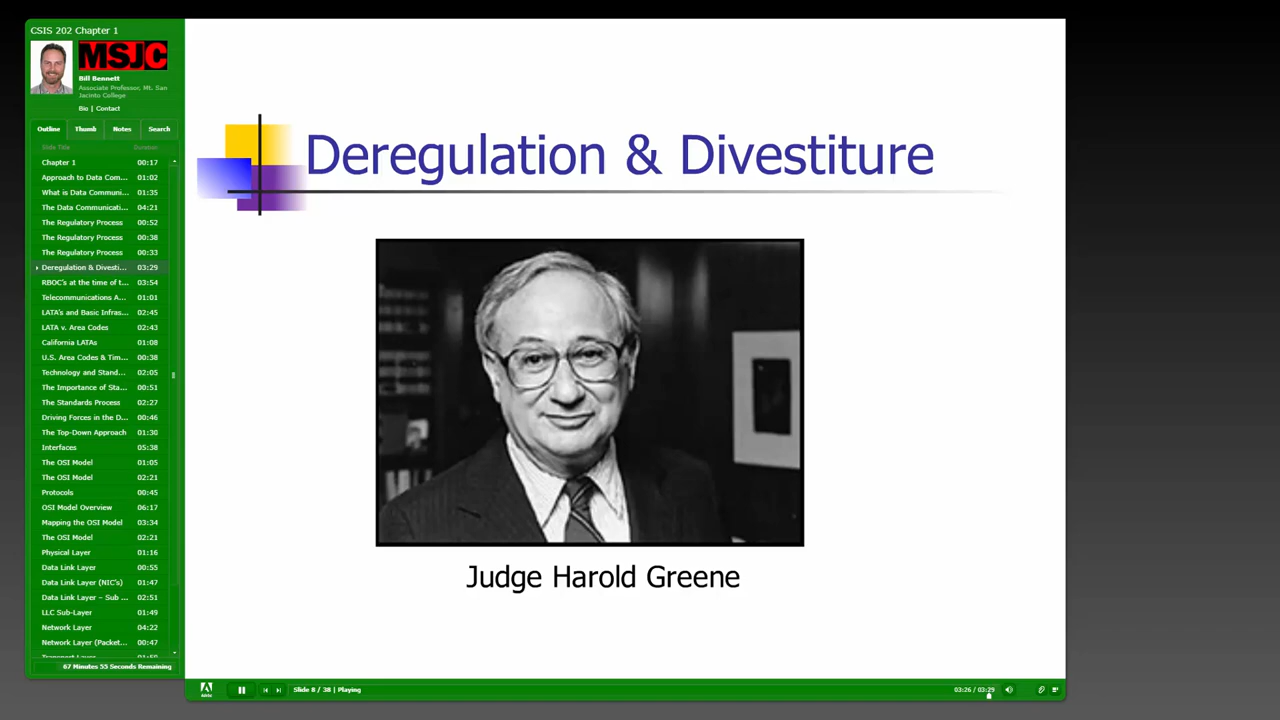 CSIS 202 Chapter 1
MSJC
Bill Bennett
Associate Professor, Mt. San
Jacinto College
Bio | Contact
Outline Thumb Notes Search
Slide Title Duration
Chapter 1 00:17
Approach to Data Com... 01:02
What is Data Communi... 01:35
The Data Communicati... 04:21
The Regulatory Process 00:52
The Regulatory Process 00:38
The Regulatory Process 00:33
Deregulation & Divesti... 03:29
RBOC's at the time of t... 03:54
Telecommunications A... 01:01
LATA's and Basic Infras... 02:45
LATA v. Area Codes 02:43
California LATAs 01:08
U.S. Area Codes & Tim... 00:38
Technology and Stand... 02:05
The Importance of Sta... 00:51
The Standards Process 02:27
Driving Forces in the D... 00:46
The Top-Down Approach 01:30
Interfaces 05:38
The OSI Model 01:05
The OSI Model 02:21
Protocols 00:45
OSI Model Overview 06:17
Mapping the OSI Model 03:34
The OSI Model 02:21
Physical Layer 01:16
Data Link Layer 00:55
Data Link Layer (NIC's) 01:47
Data Link Layer – Sub ... 02:51
LLC Sub-Layer 01:49
Network Layer 04:22
Network Layer (Packet... 00:47
67 Minutes 55 Seconds Remaining
Deregulation & Divestiture
Judge Harold Greene
Slide 8 / 38 | Playing
03:26 / 03:29